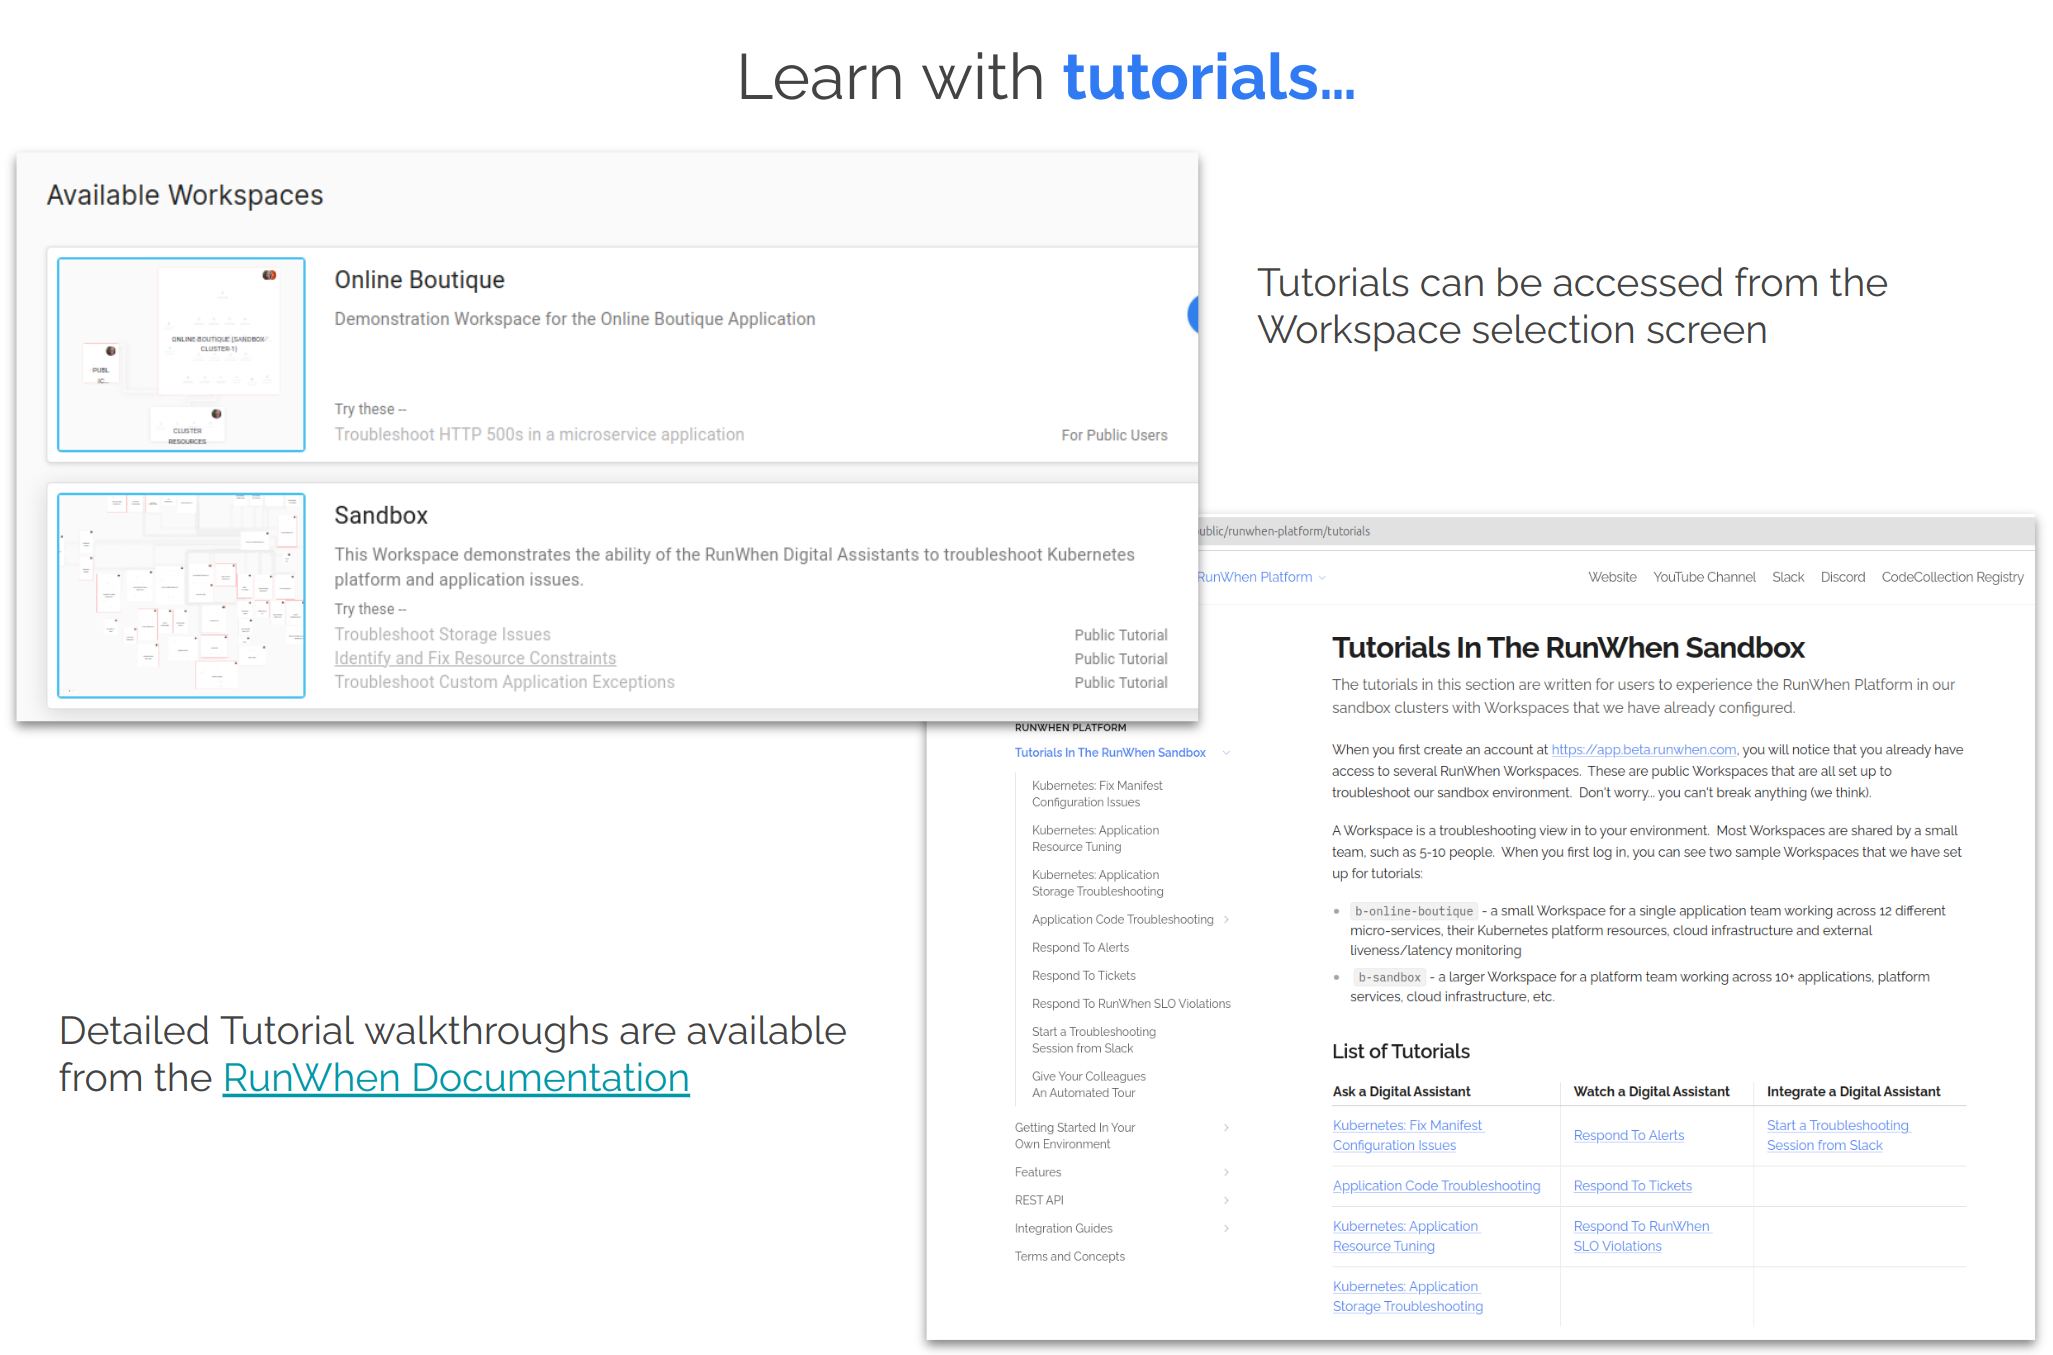 Learn with tutorials...
Available Workspaces
Online Boutique
Demonstration Workspace for the Online Boutique Application
ONLINE-BOUTIQUE (SANDBOX-
CLUSTER-1)
PUBL
IC...
CLUSTER
RESOURCES
Try these --
Troubleshoot HTTP 500s in a microservice application
For Public Users
Sandbox
This Workspace demonstrates the ability of the RunWhen Digital Assistants to troubleshoot Kubernetes
platform and application issues.
Try these --
Troubleshoot Storage Issues
Public Tutorial
Identify and Fix Resource Constraints
Public Tutorial
Troubleshoot Custom Application Exceptions
Public Tutorial
Tutorials can be accessed from the
Workspace selection screen
ublic/runwhen-platform/tutorials
RunWhen Platform
Website YouTube Channel Slack Discord CodeCollection Registry
RUNWHEN PLATFORM
Tutorials In The RunWhen Sandbox
Kubernetes: Fix Manifest
Configuration Issues
Kubernetes: Application
Resource Tuning
Kubernetes: Application
Storage Troubleshooting
Application Code Troubleshooting
Respond To Alerts
Respond To Tickets
Respond To RunWhen SLO Violations
Start a Troubleshooting
Session from Slack
Give Your Colleagues
An Automated Tour
Getting Started In Your
Own Environment
Features
REST API
Integration Guides
Terms and Concepts
Tutorials In The RunWhen Sandbox
The tutorials in this section are written for users to experience the RunWhen Platform in our
sandbox clusters with Workspaces that we have already configured.
When you first create an account at https://app.beta.runwhen.com, you will notice that you already have
access to several RunWhen Workspaces. These are public Workspaces that are all set up to
troubleshoot our sandbox environment. Don't worry... you can't break anything (we think).
A Workspace is a troubleshooting view in to your environment. Most Workspaces are shared by a small
team, such as 5-10 people. When you first log in, you can see two sample Workspaces that we have set
up for tutorials:
b-online-boutique - a small Workspace for a single application team working across 12 different
micro-services, their Kubernetes platform resources, cloud infrastructure and external
liveness/latency monitoring
b-sandbox - a larger Workspace for a platform team working across 10+ applications, platform
services, cloud infrastructure, etc.
List of Tutorials
Ask a Digital Assistant Watch a Digital Assistant Integrate a Digital Assistant
Kubernetes: Fix Manifest
Configuration Issues
Respond To Alerts
Start a Troubleshooting
Session from Slack
Application Code Troubleshooting
Respond To Tickets
Kubernetes: Application
Resource Tuning
Respond To RunWhen
SLO Violations
Kubernetes: Application
Storage Troubleshooting
Detailed Tutorial walkthroughs are available
from the RunWhen Documentation